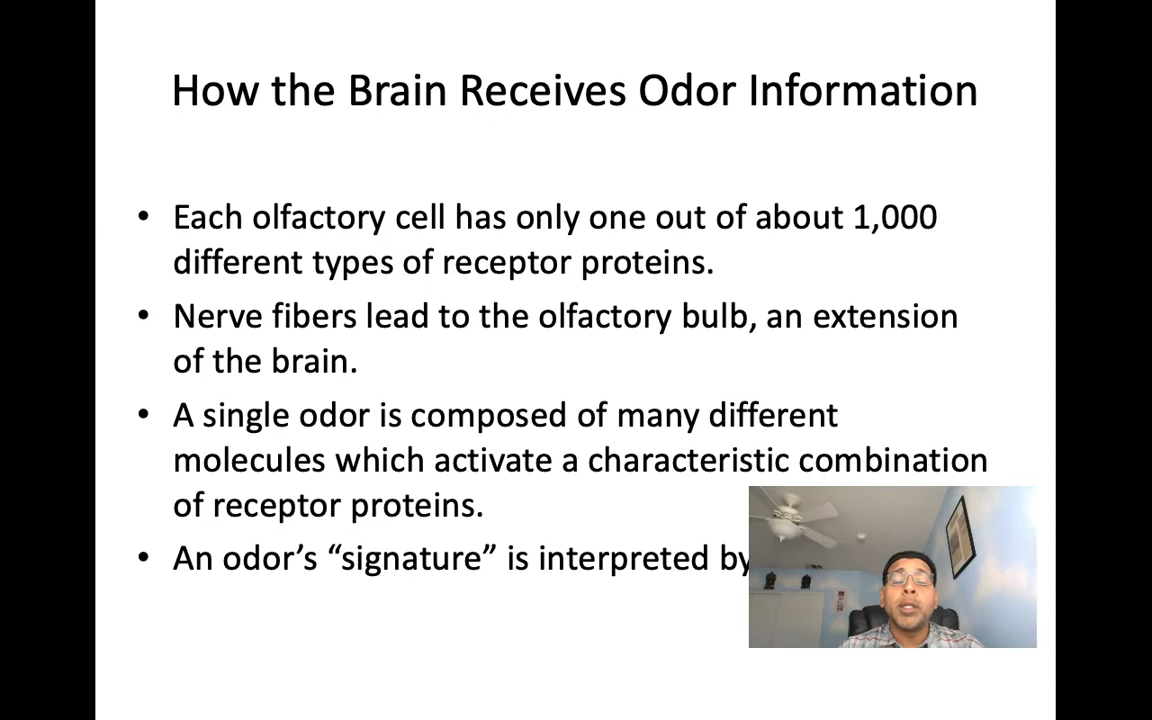 How the Brain Receives Odor Information
• Each olfactory cell has only one out of about 1,000
different types of receptor proteins.
• Nerve fibers lead to the olfactory bulb, an extension
of the brain.
• A single odor is composed of many different
molecules which activate a characteristic combination
of receptor proteins.
• An odor’s “signature” is interpreted by